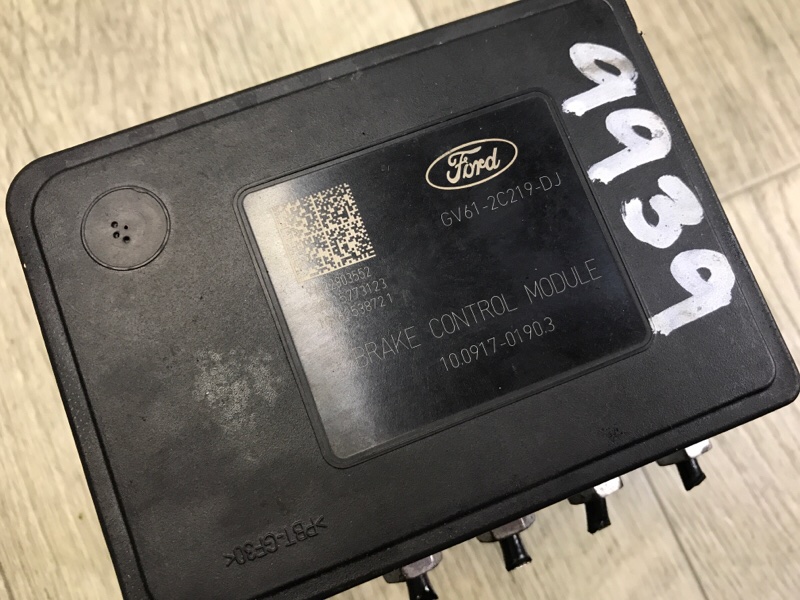 Ford
GV61-2C219-DJ
BRAKE CONTROL MODULE
10.0917-0190.3
9939
>PBT-GF30<